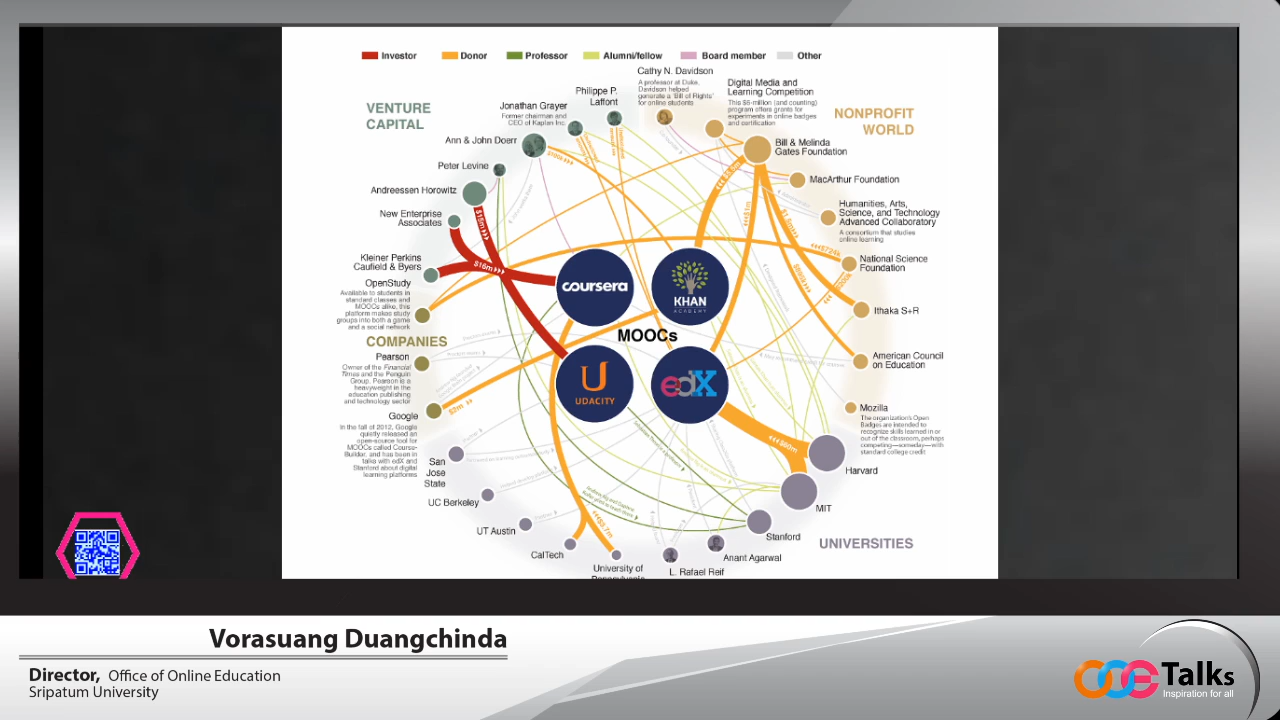 Investor
Donor
Professor
Alumni/fellow
Board member
Other
VENTURE
CAPITAL
Jonathan Grayer
Former chairman and
CEO of Kaplan Inc.
Philippe P.
Laffont
Cathy N. Davidson
A professor at Duke,
Davidson helped
generate a "Bill of Rights"
for online students
Digital Media and
Learning Competition
This $6-million (and counting)
program offers grants for
experiments in online badges
and certification
NONPROFIT
WORLD
Ann & John Doerr
Peter Levine
Andreessen Horowitz
New Enterprise
Associates
Kleiner Perkins
Caufield & Byers
Bill & Melinda
Gates Foundation
MacArthur Foundation
Humanities, Arts,
Science, and Technology
Advanced Collaboratory
A consortium that studies
online learning
National Science
Foundation
Ithaka S+R
American Council
on Education
Mozilla
The organization's Open
Badges are intended to
recognize skills learned in or
out of the classroom, perhaps
competing—someday—with
standard college credit
OpenStudy
Available to students in
standard classes and
MOOCs alike, this
platform makes study
groups into both a game
and a social network
COMPANIES
Pearson
Owner of the Financial
Times and the Penguin
Group, Pearson is a
heavyweight in the
education publishing
and technology sector
Google
In the fall of 2012, Google
quietly released an
open-source tool for
MOOCs called Course-
Builder, and has been in
talks with edX and
Stanford about digital
learning platforms
$15m
$16m
$3m
$1m
$60m
coursera
KHAN
ACADEMY
MOOCs
UDACITY
edX
San
Jose
State
UC Berkeley
UT Austin
CalTech
University of
Pennsylvania
L. Rafael Reif
Anant Agarwal
Stanford
MIT
Harvard
UNIVERSITIES
Vorasuang Duangchinda
Director, Office of Online Education
Sripatum University
OOE Talks
Inspiration for all